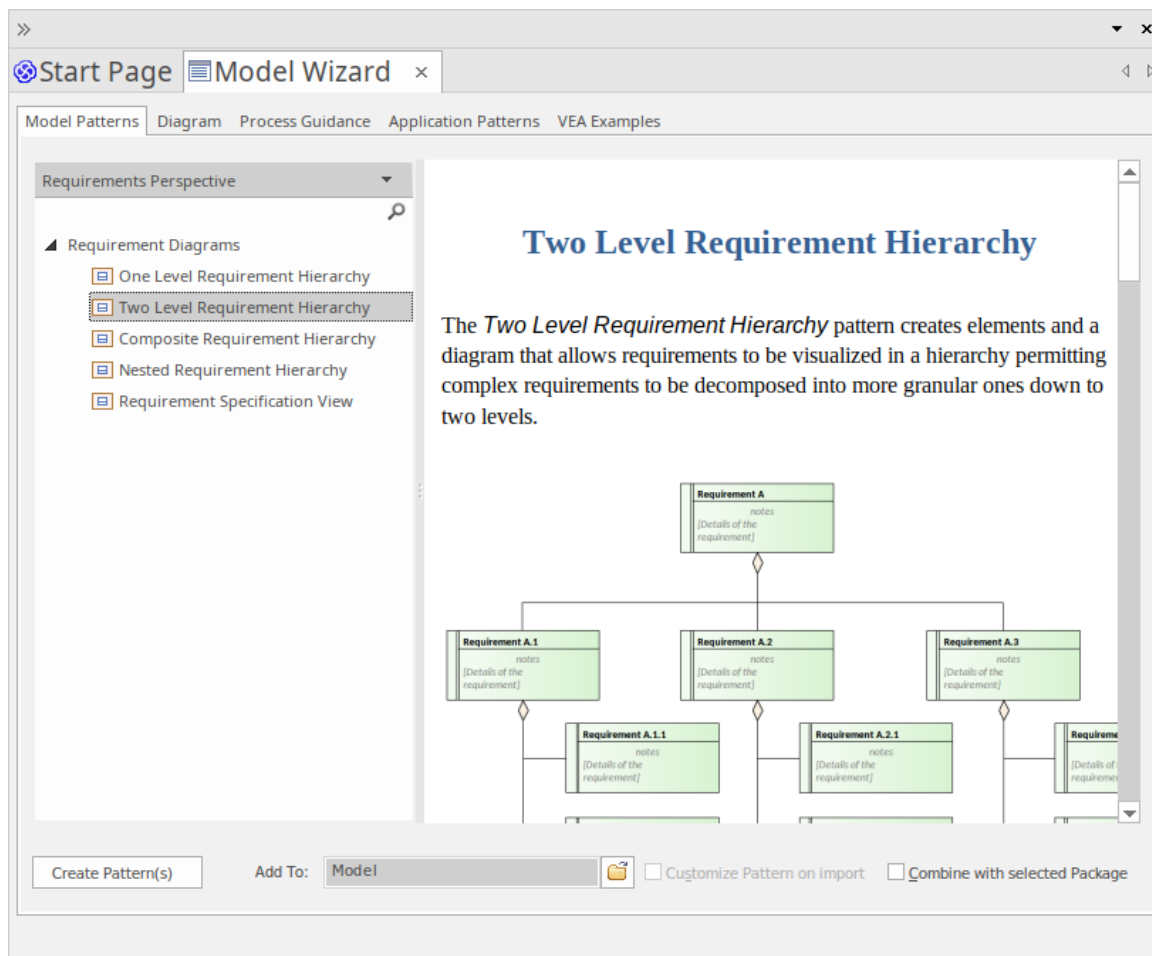 Start Page
Model Wizard
Model Patterns Diagram Process Guidance Application Patterns VEA Examples
Requirements Perspective
Requirement Diagrams
One Level Requirement Hierarchy
Two Level Requirement Hierarchy
Composite Requirement Hierarchy
Nested Requirement Hierarchy
Requirement Specification View
Two Level Requirement Hierarchy
The Two Level Requirement Hierarchy pattern creates elements and a
diagram that allows requirements to be visualized in a hierarchy permitting
complex requirements to be decomposed into more granular ones down to
two levels.
Requirement A
notes
[Details of the
requirement]
Requirement A.1
notes
[Details of the
requirement]
Requirement A.2
notes
[Details of the
requirement]
Requirement A.3
notes
[Details of the
requirement]
Requirement A.1.1
notes
[Details of the
requirement]
Requirement A.2.1
notes
[Details of the
requirement]
Create Pattern(s)
Add To:
Model
Customize Pattern on import
Combine with selected Package